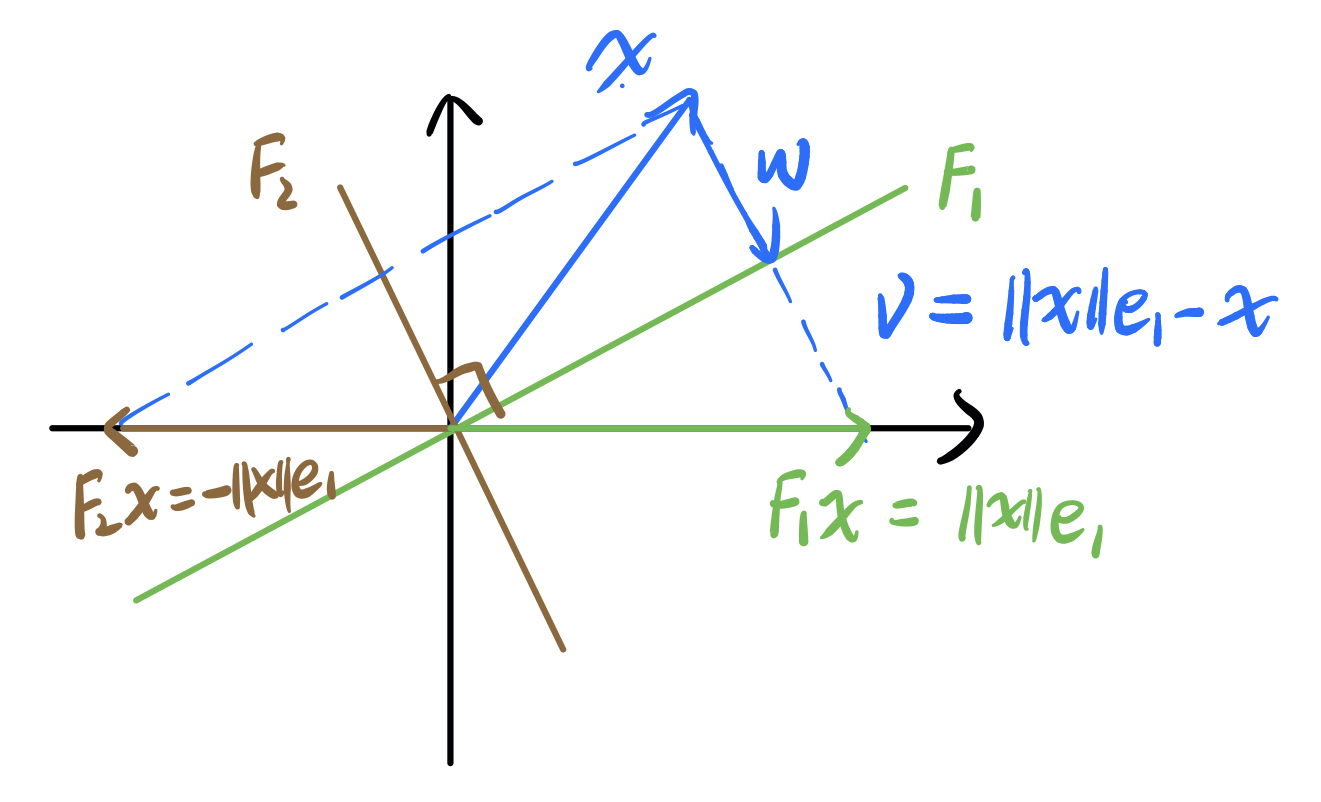 x
w
F₂
F₁
v = ||x||e₁ - x
F₂x = -||x||e₁
F₁x = ||x||e₁